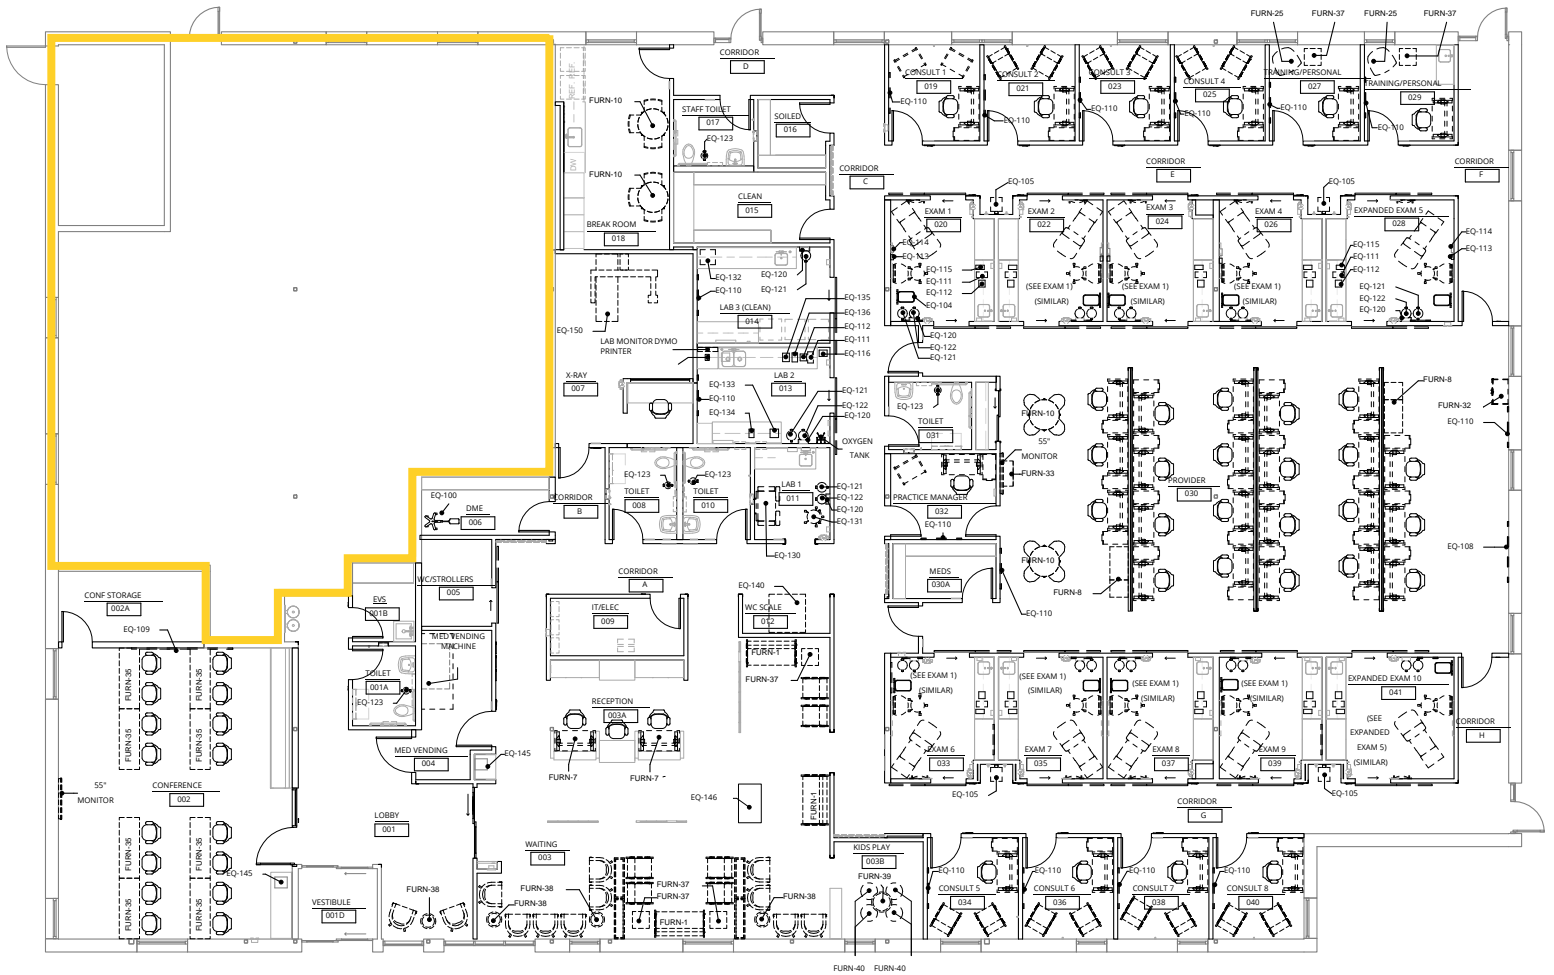 FURN-25
FURN-37
FURN-25
FURN-37
CORRIDOR
D
CONSULT 1
019
CONSULT 2
021
CONSULT 3
023
CONSULT 4
025
TRAINING/PERSONAL
027
TRAINING/PERSONAL
029
EQ-110
EQ-110
EQ-110
EQ-110
EQ-110
EQ-110
REF.
REF.
FURN-10
STAFF TOILET
017
EQ-123
SOILED
016
DW
FURN-10
CORRIDOR
C
CORRIDOR
E
CORRIDOR
F
EQ-105
EQ-105
CLEAN
015
BREAK ROOM
018
EXAM 1
020
EXAM 2
022
EXAM 3
024
EXAM 4
026
EXPANDED EXAM 5
028
EQ-114
EQ-113
EQ-115
EQ-111
EQ-112
EQ-104
(SEE EXAM 1)
(SIMILAR)
(SEE EXAM 1)
(SIMILAR)
(SEE EXAM 1)
(SIMILAR)
EQ-115
EQ-111
EQ-112
EQ-114
EQ-113
EQ-121
EQ-122
EQ-120
EQ-120
EQ-122
EQ-121
EQ-132
EQ-110
EQ-120
EQ-121
LAB 3 (CLEAN)
014
EQ-135
EQ-136
EQ-112
EQ-111
EQ-116
EQ-150
LAB MONITOR DYMO
PRINTER
X-RAY
007
LAB 2
013
EQ-133
EQ-110
EQ-134
EQ-121
EQ-122
EQ-120
OXYGEN
TANK
EQ-123
TOILET
031
FURN-10
55"
MONITOR
FURN-33
FURN-8
FURN-32
EQ-110
PROVIDER
030
PRACTICE MANAGER
032
EQ-110
EQ-100
DME
006
CORRIDOR
B
EQ-123
TOILET
008
EQ-123
TOILET
010
LAB 1
011
EQ-121
EQ-122
EQ-120
EQ-131
EQ-130
EQ-108
FURN-10
FURN-8
MEDS
030A
EQ-110
CONF STORAGE
002A
EQ-109
EVS
001B
WC/STROLLERS
005
CORRIDOR
A
IT/ELEC
009
EQ-140
WC SCALE
012
MED VENDING
MACHINE
TOILET
001A
EQ-123
FURN-1
FURN-37
FURN-35
FURN-35
FURN-35
FURN-35
RECEPTION
003A
FURN-7
FURN-7
MED VENDING
004
EQ-145
(SEE EXAM 1)
(SIMILAR)
(SEE EXAM 1)
(SIMILAR)
(SEE EXAM 1)
(SIMILAR)
(SEE EXAM 1)
(SIMILAR)
EXPANDED EXAM 10
041
(SEE
EXPANDED
EXAM 5)
(SIMILAR)
CORRIDOR
H
EXAM 6
033
EXAM 7
035
EXAM 8
037
EXAM 9
039
EQ-105
EQ-105
55"
MONITOR
CONFERENCE
002
LOBBY
001
EQ-146
FURN-1
CORRIDOR
G
FURN-35
FURN-35
FURN-35
FURN-35
EQ-145
VESTIBULE
001D
FURN-38
WAITING
003
FURN-38
FURN-38
FURN-37
FURN-37
FURN-1
FURN-38
KIDS PLAY
003B
FURN-39
EQ-110
EQ-110
EQ-110
EQ-110
CONSULT 5
034
CONSULT 6
036
CONSULT 7
038
CONSULT 8
040
FURN-40
FURN-40